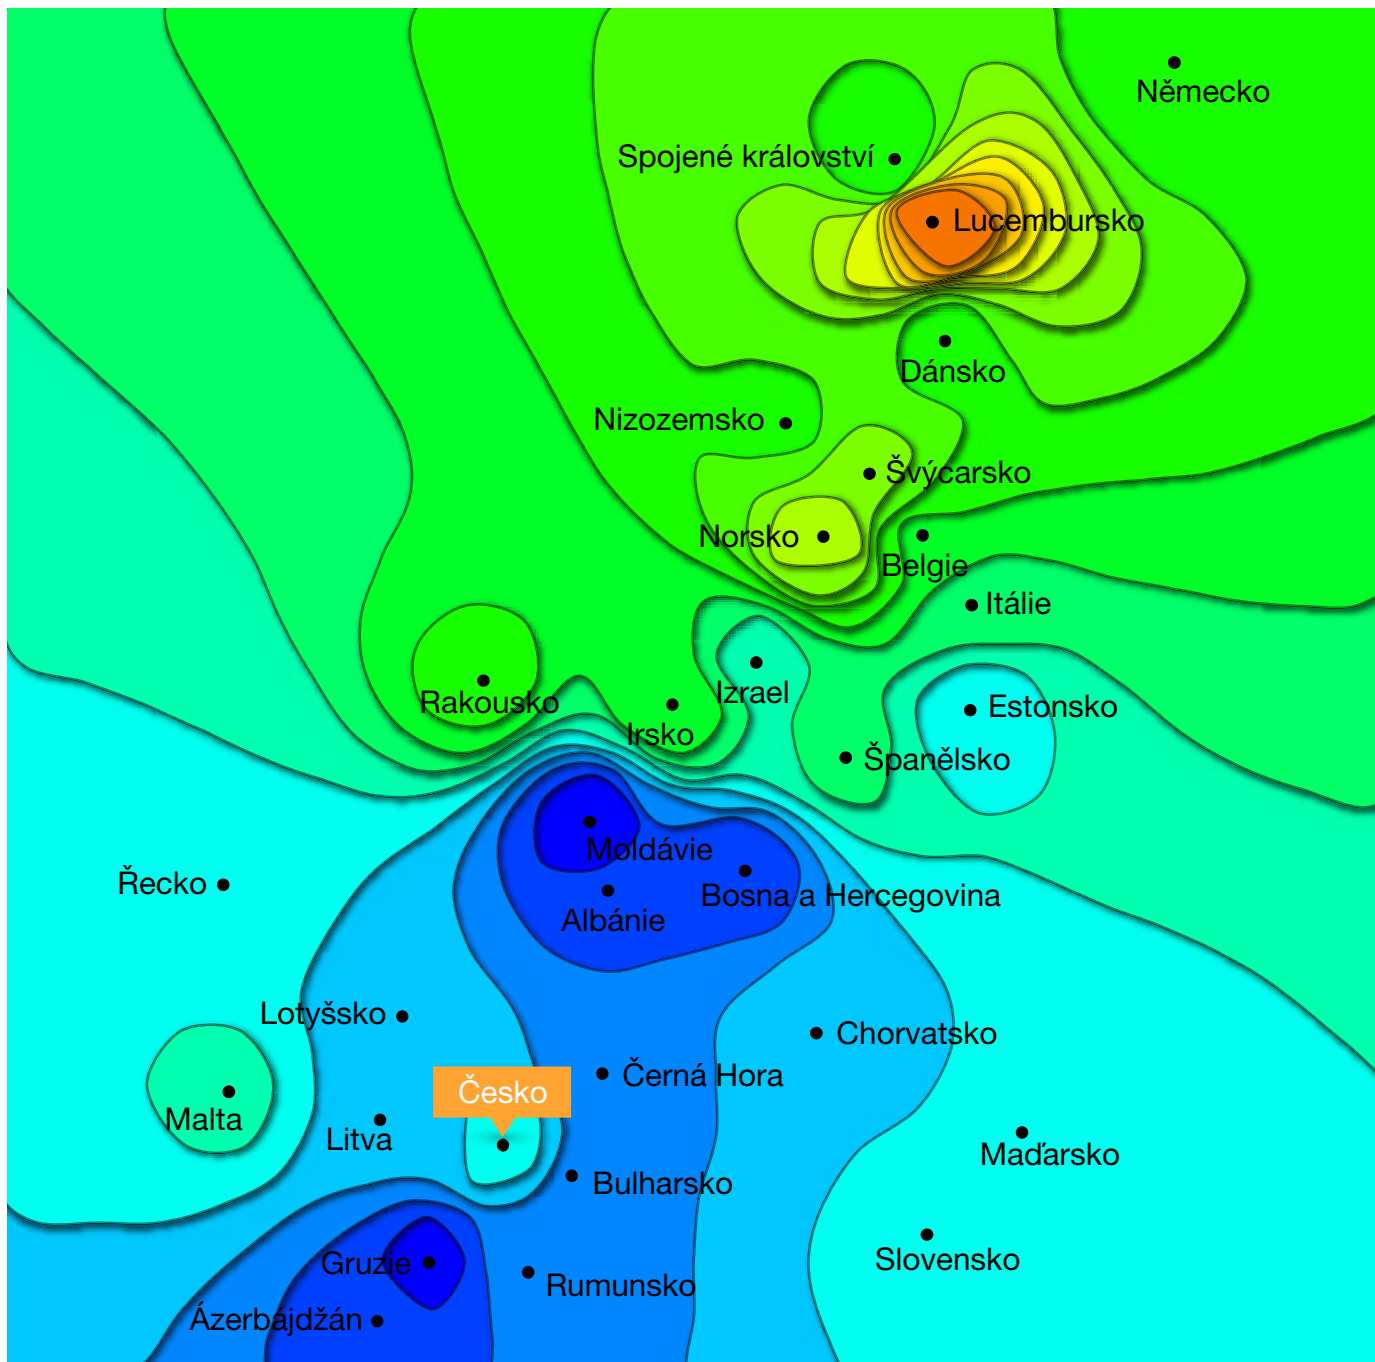 Německo
Spojené království
Lucembursko
Dánsko
Nizozemsko
Švýcarsko
Norsko
Belgie
Itálie
Izrael
Rakousko
Estonsko
Irsko
Španělsko
Moldávie
Řecko
Bosna a Hercegovina
Albánie
Lotyšsko
Chorvatsko
Černá Hora
Česko
Malta
Litva
Maďarsko
Bulharsko
Slovensko
Gruzie
Rumunsko
Ázerbájdžán